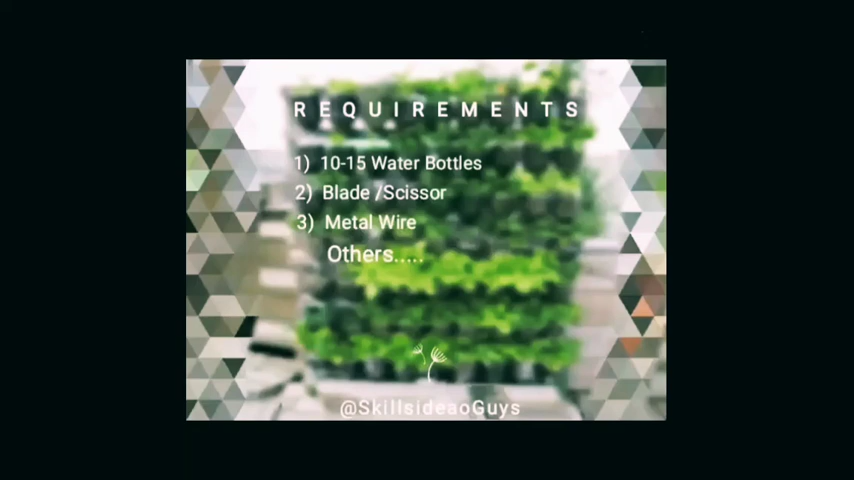 REQUIREMENTS
1) 10-15 Water Bottles
2) Blade /Scissor
3) Metal Wire
Others.....
@SkillsideaoGuys